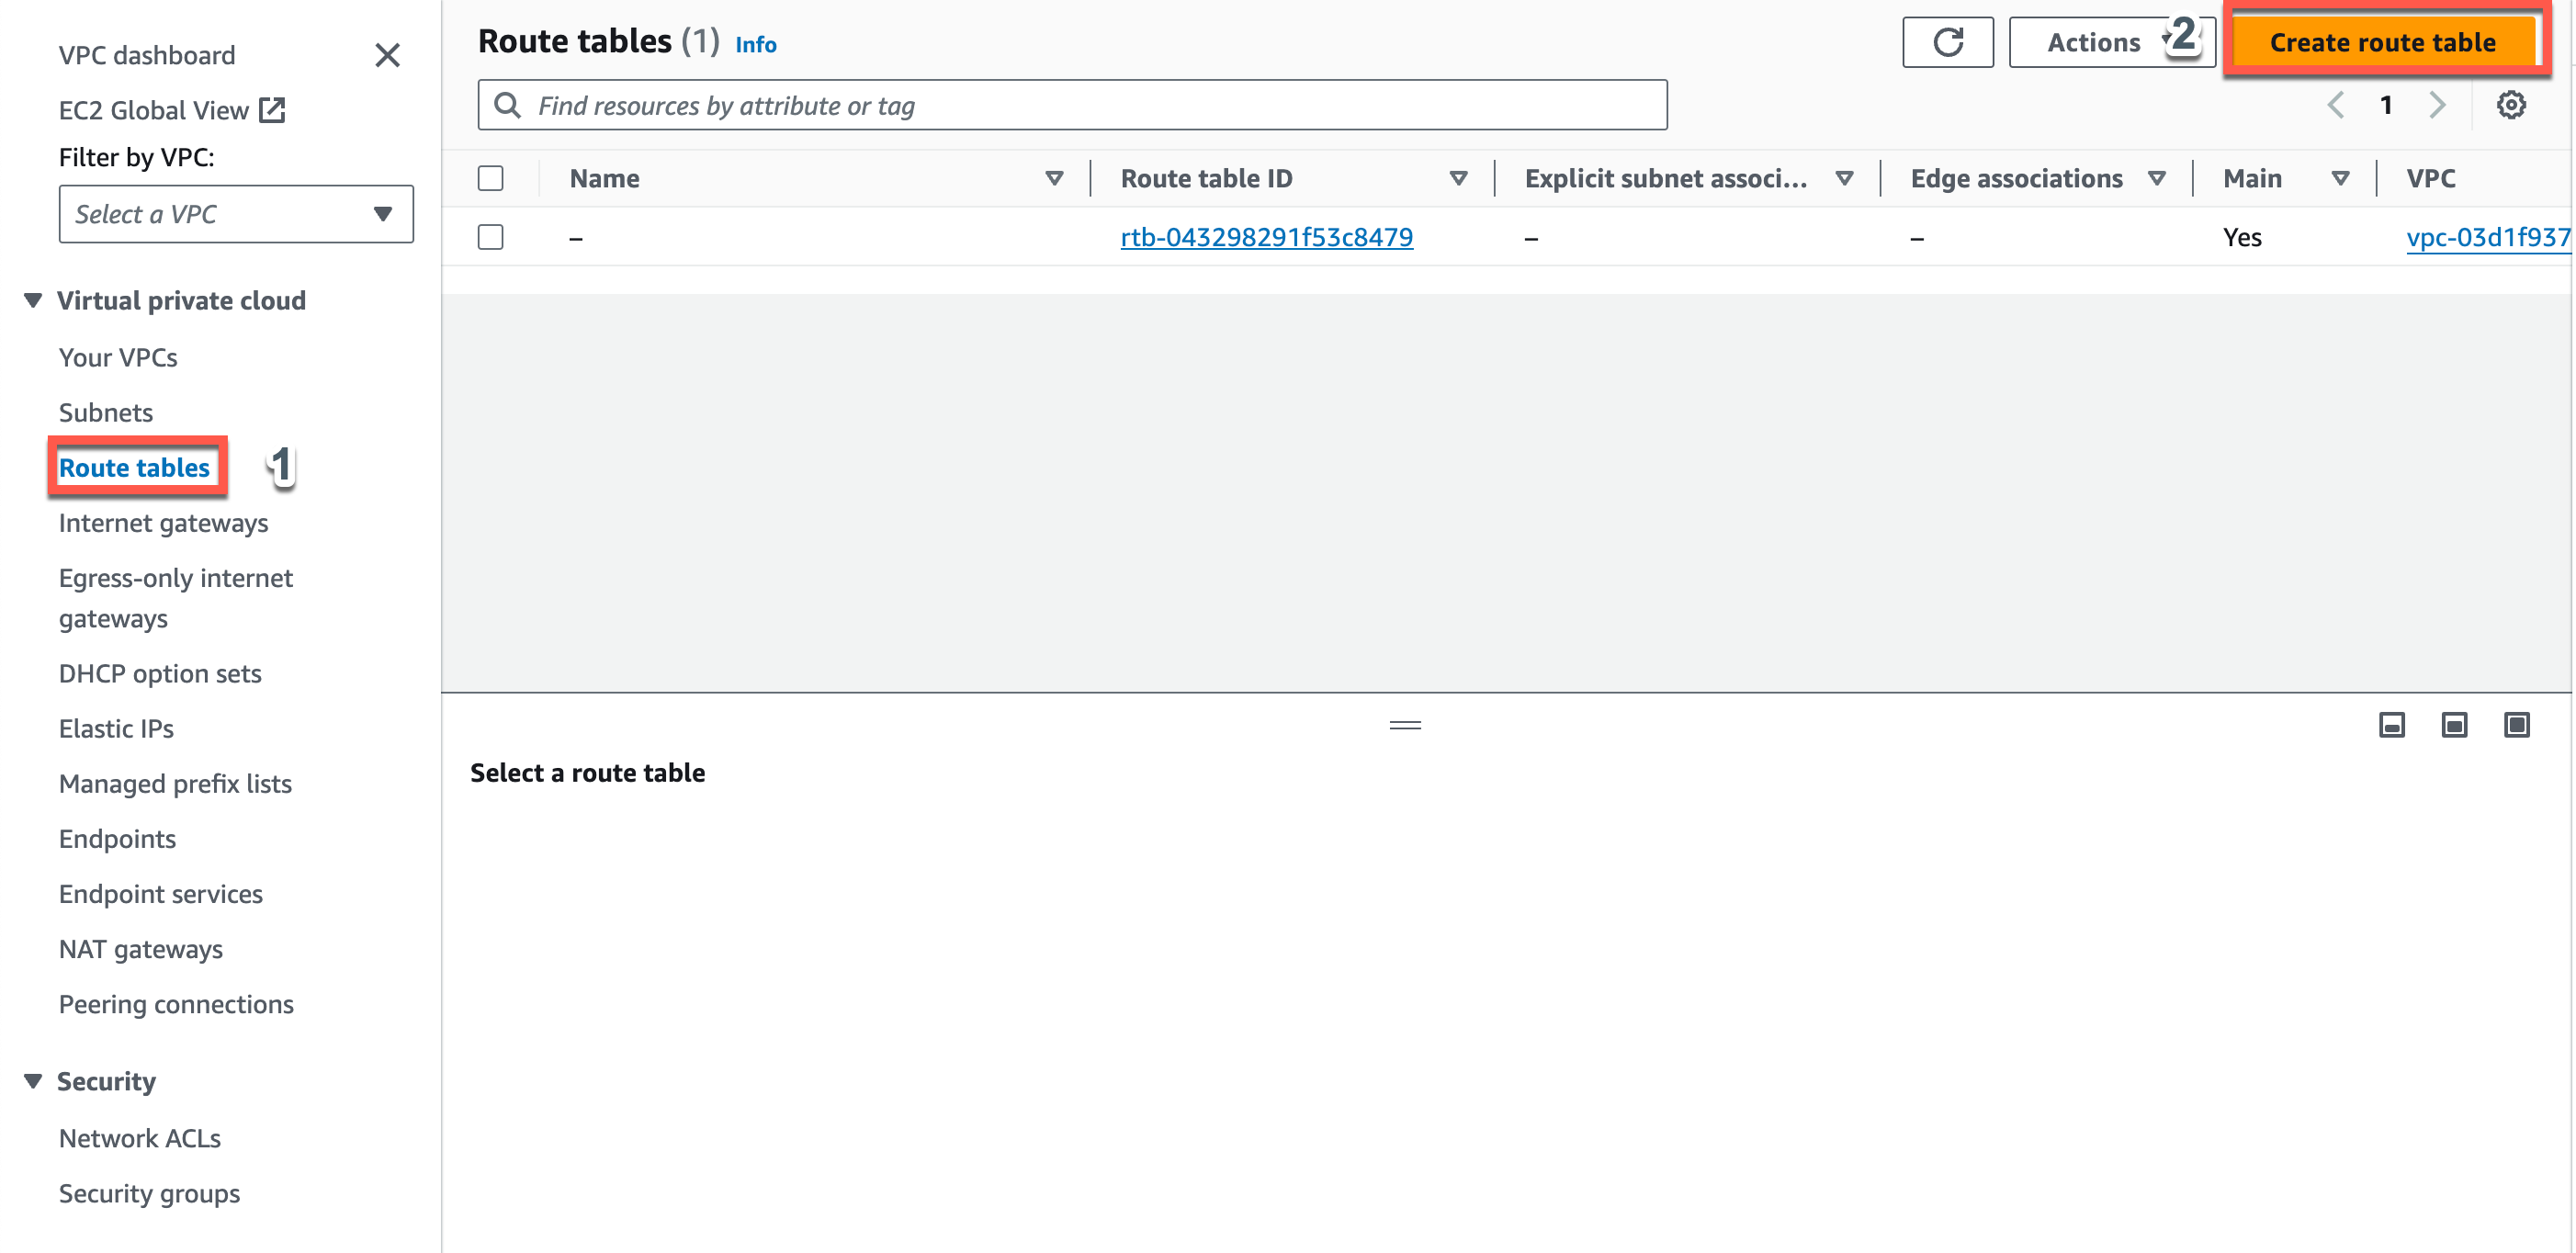 VPC dashboard
EC2 Global View
Filter by VPC:
Select a VPC
Virtual private cloud
Your VPCs
Subnets
Route tables
1
Internet gateways
Egress-only internet
gateways
DHCP option sets
Elastic IPs
Managed prefix lists
Endpoints
Endpoint services
NAT gateways
Peering connections
Security
Network ACLs
Security groups
Route tables (1) Info
Actions
2
Create route table
Find resources by attribute or tag
1
Name Route table ID Explicit subnet associ... Edge associations Main VPC
– rtb-043298291f53c8479 – – Yes vpc-03d1f937
Select a route table